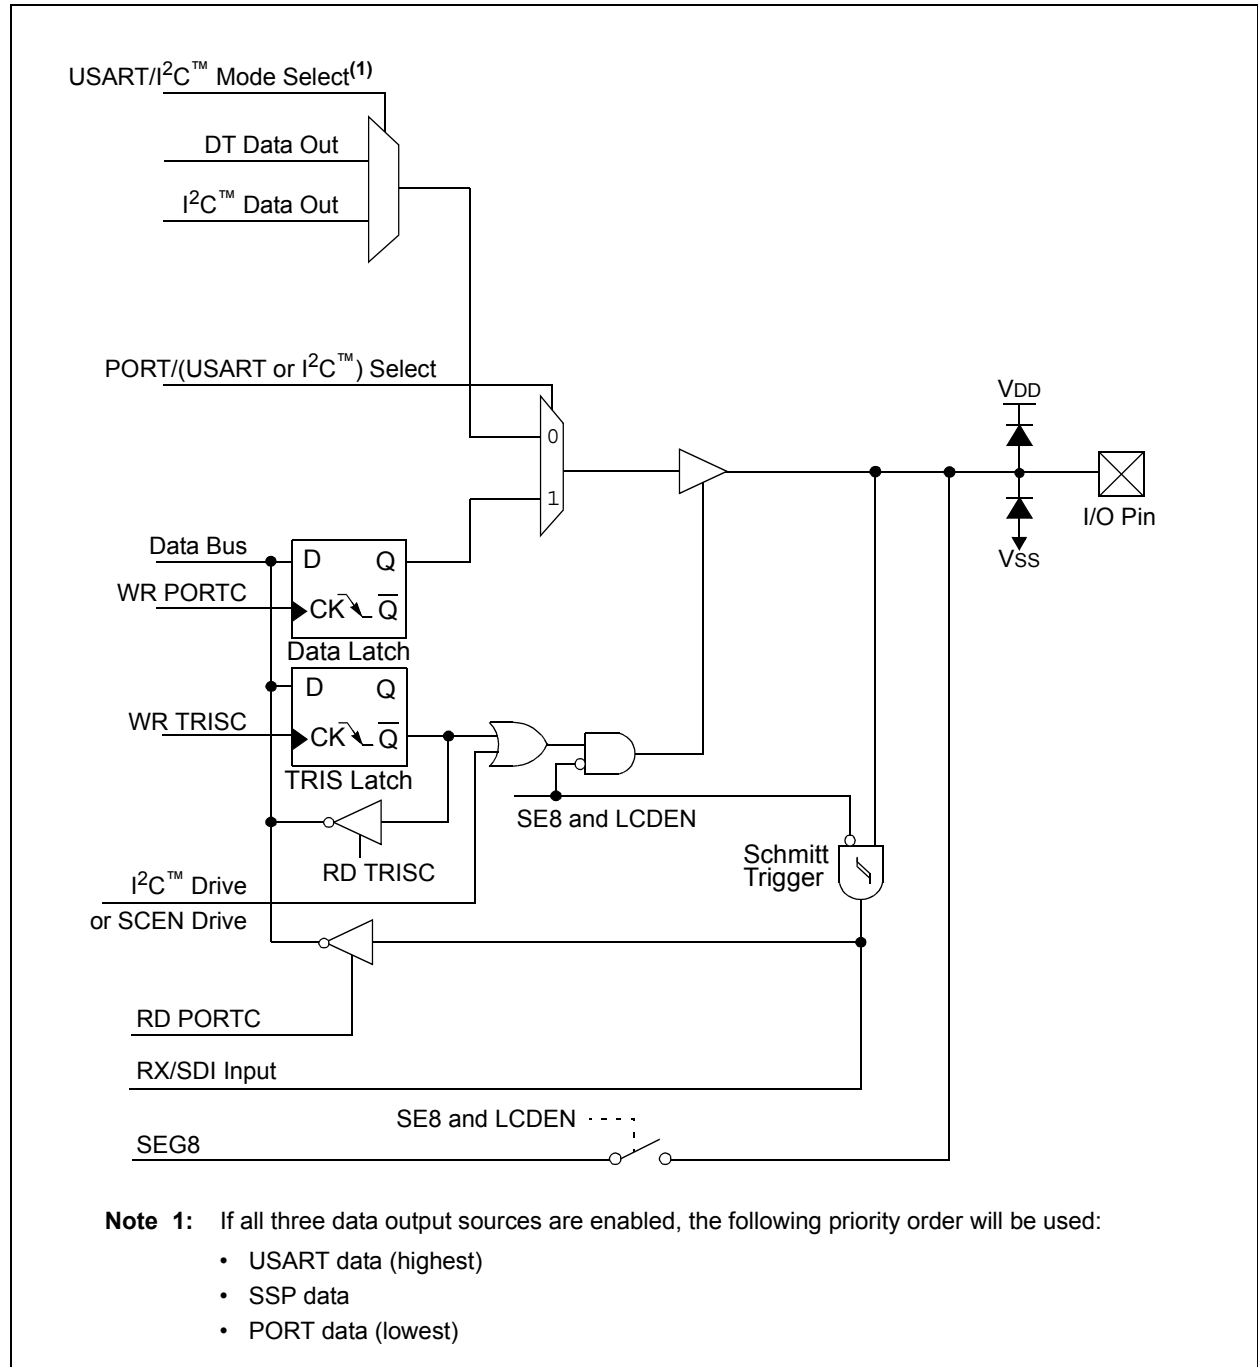 USART/I²C™ Mode Select(1)
DT Data Out
I²C™ Data Out
PORT/(USART or I²C™) Select
0
1
VDD
I/O Pin
VSS
Data Bus
D Q
WR PORTC
CK Q̅
Data Latch
D Q
WR TRISC
CK Q̅
TRIS Latch
SE8 and LCDEN
RD TRISC
Schmitt
Trigger
I²C™ Drive
or SCEN Drive
RD PORTC
RX/SDI Input
SE8 and LCDEN
SEG8
Note 1: If all three data output sources are enabled, the following priority order will be used:
• USART data (highest)
• SSP data
• PORT data (lowest)